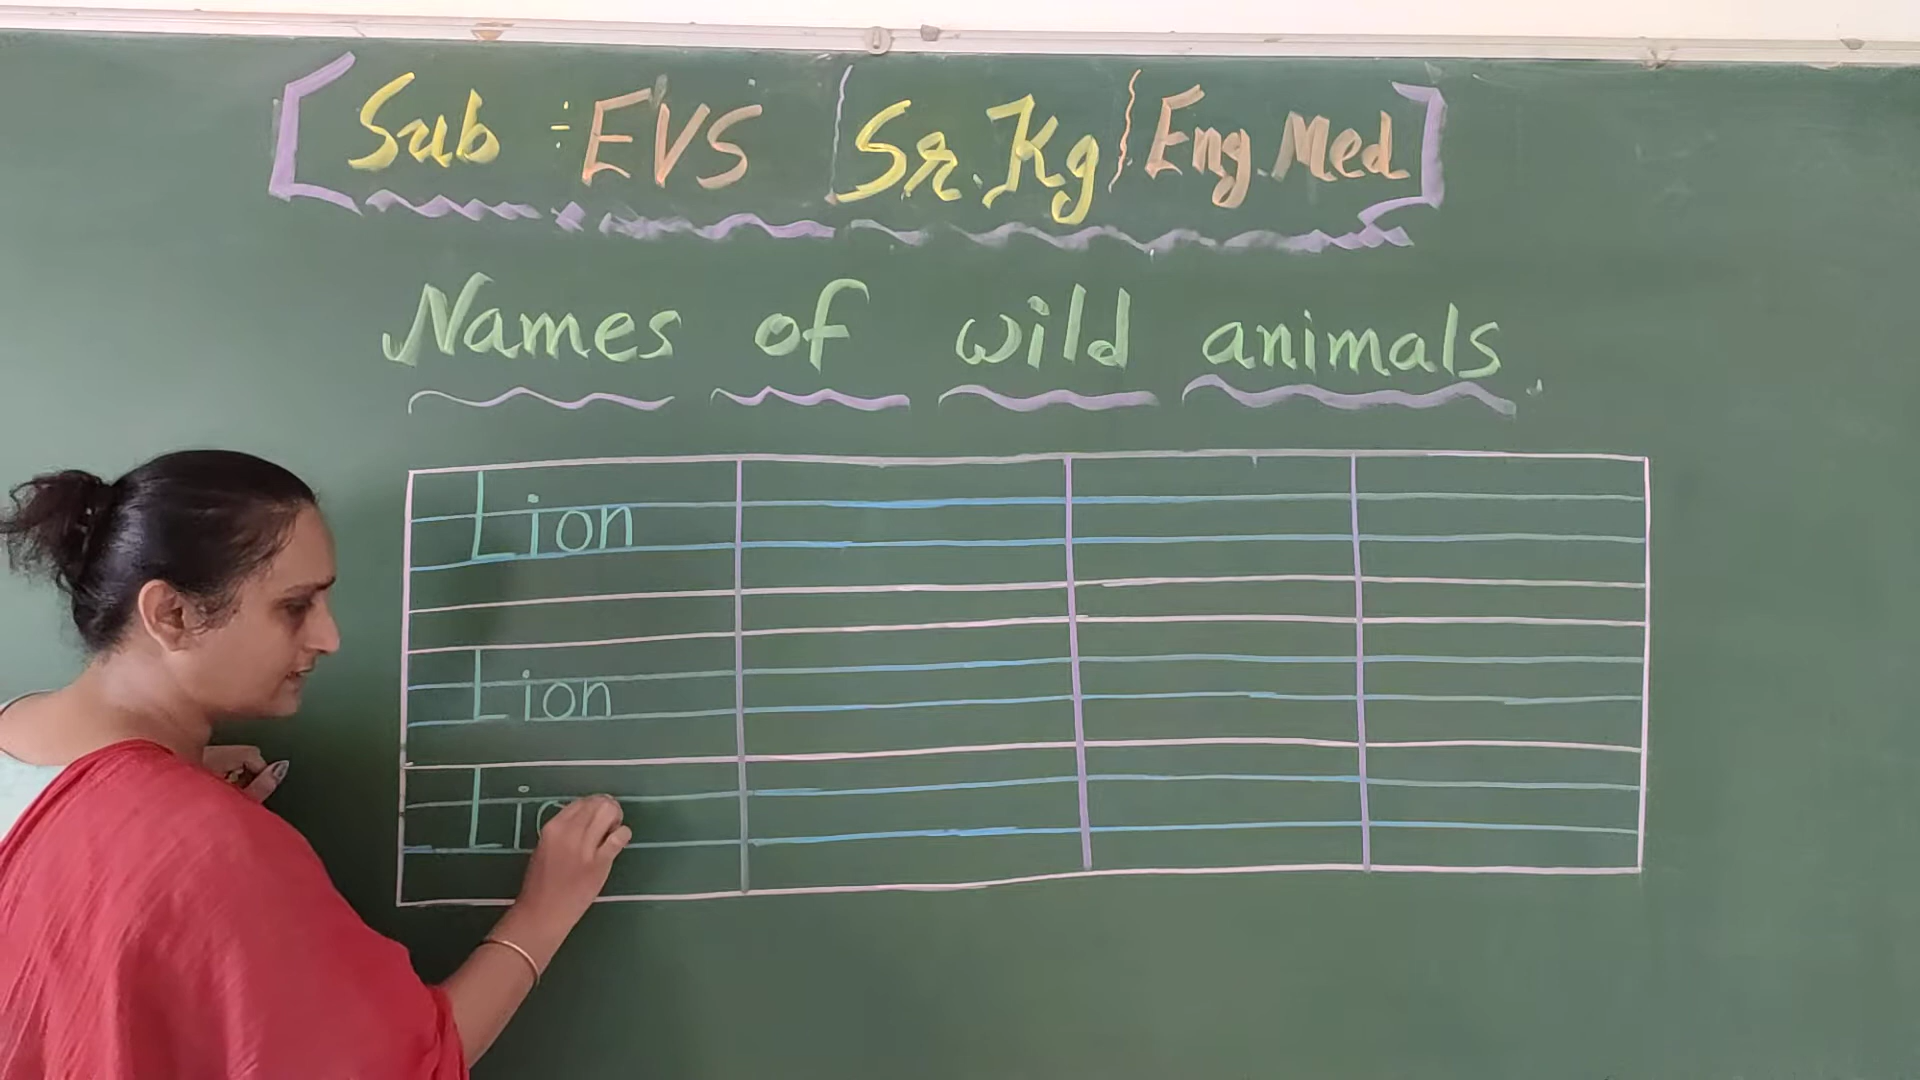 Sub :- EVS | Sr. Kg | Eng. Med
Names of wild animals.
Lion
Lion